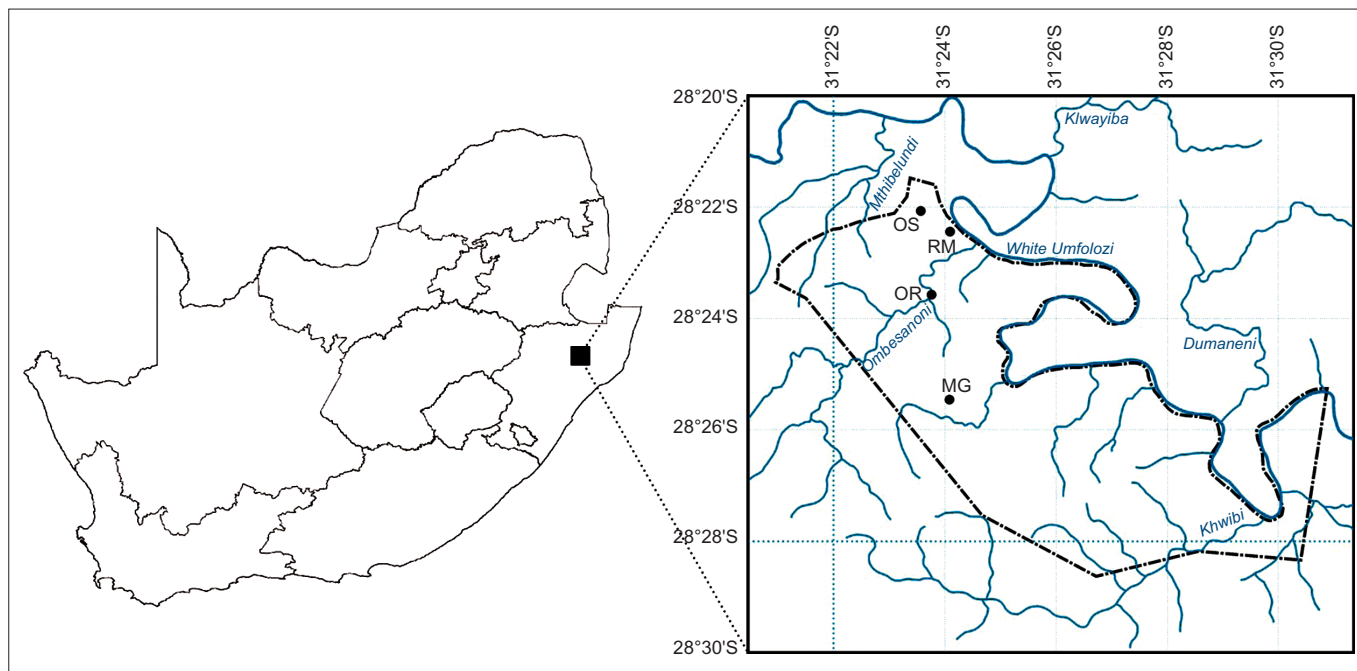 31°22'S
31°24'S
31°26'S
31°28'S
31°30'S
28°20'S
28°22'S
28°24'S
28°26'S
28°28'S
28°30'S
Klwayiba
Mthibelundi
OS
RM
White Umfolozi
OR
Ombesanoni
Dumaneni
MG
Khwibi